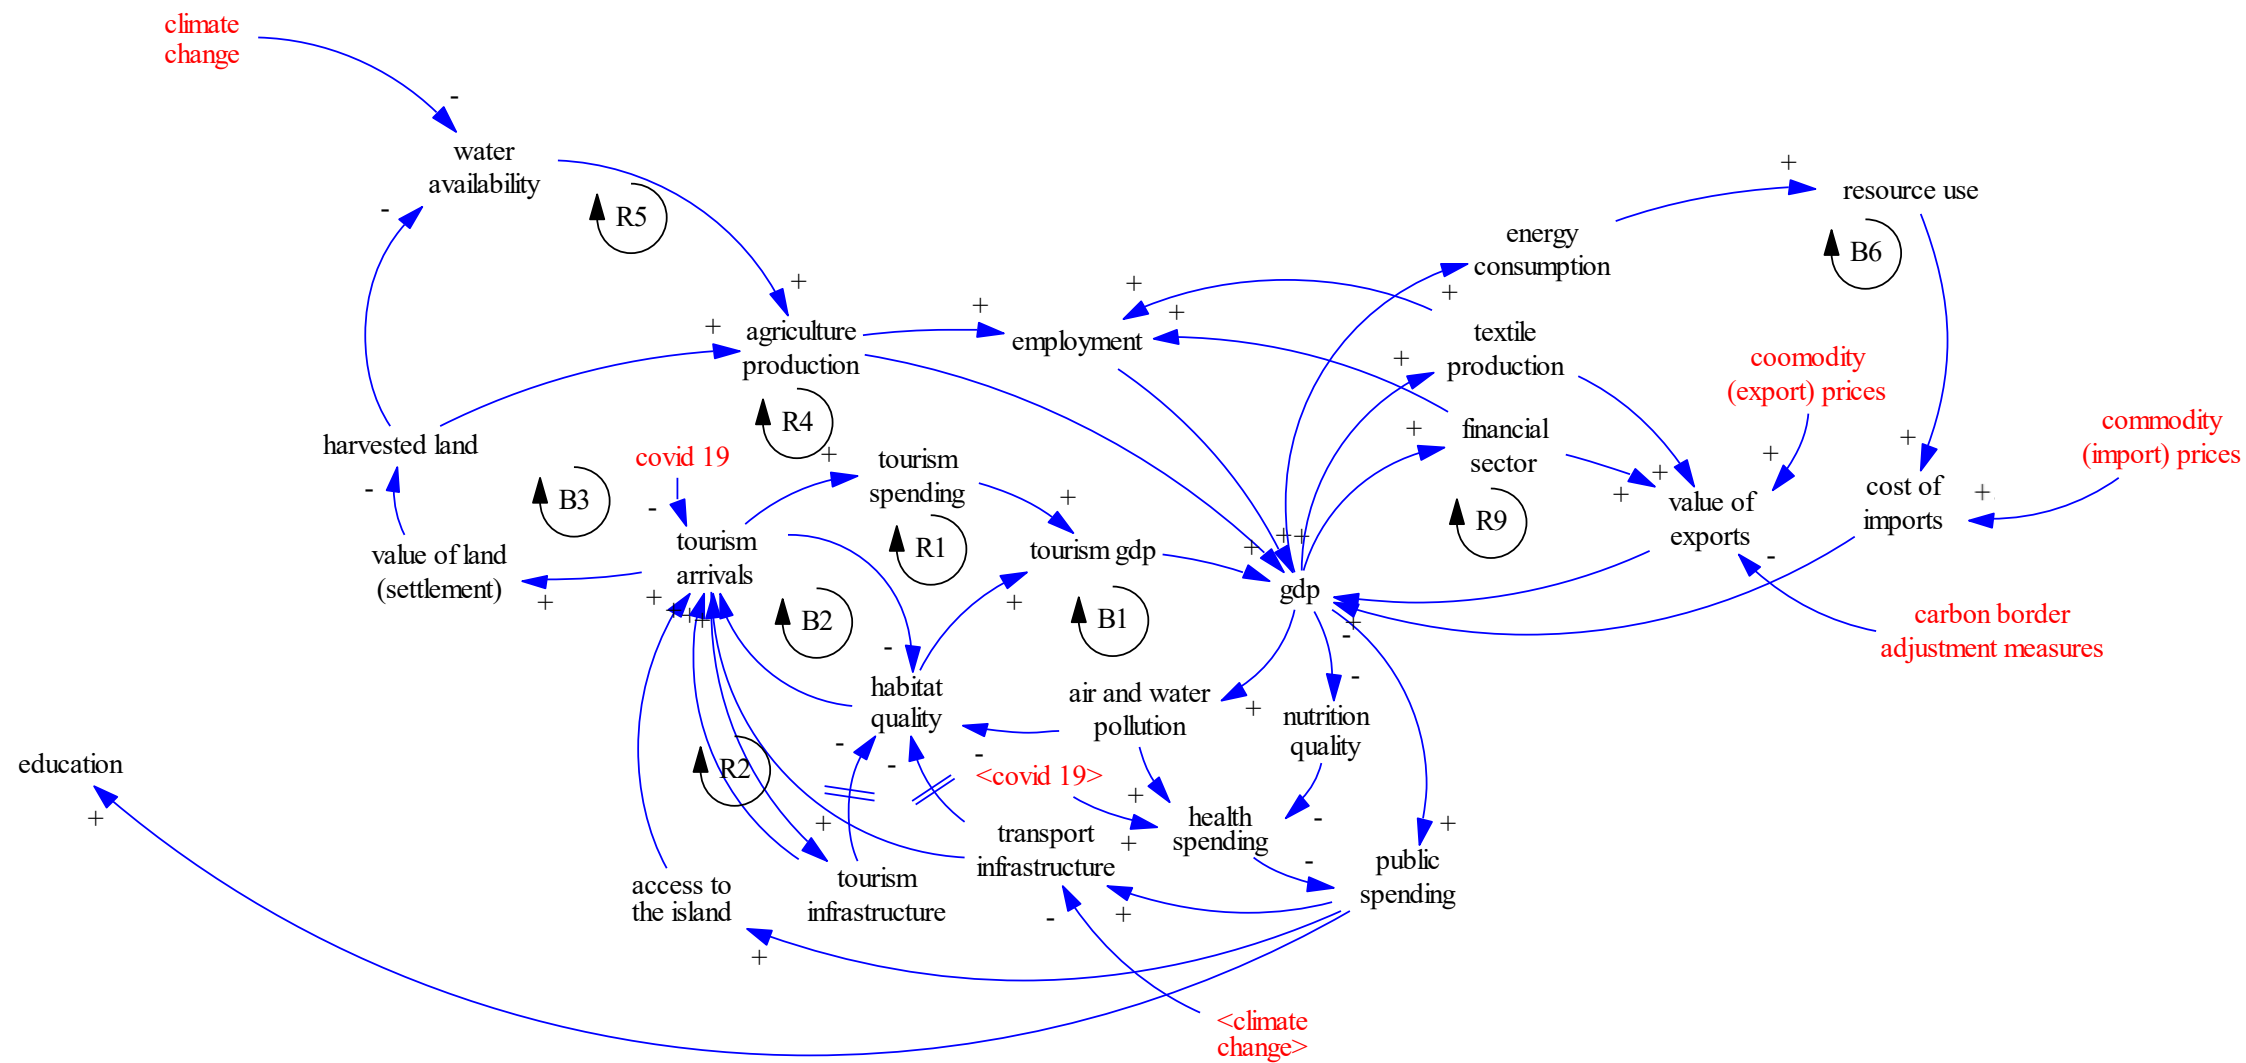 climate
change
-
water
availability
-
R5
+
resource use
energy
consumption
B6
+
+
+
+
+
+
agriculture
production
employment
textile
production
+
coomodity
(export) prices
R4
harvested land
covid 19
+
tourism
spending
+
financial
sector
commodity
(import) prices
+
+
-
B3
-
+
+
+
value of
exports
cost of
imports
+
R9
tourism
arrivals
R1
tourism gdp
+
++
-
value of land
(settlement)
gdp
+
+
+
+
+
+
B2
B1
+
-
carbon border
adjustment measures
-
habitat
quality
air and water
pollution
+
-
nutrition
quality
education
R2
-
-
-
<covid 19>
+
+
+
-
+
health
spending
transport
infrastructure
-
public
spending
access to
the island
tourism
infrastructure
-
+
+
<climate
change>